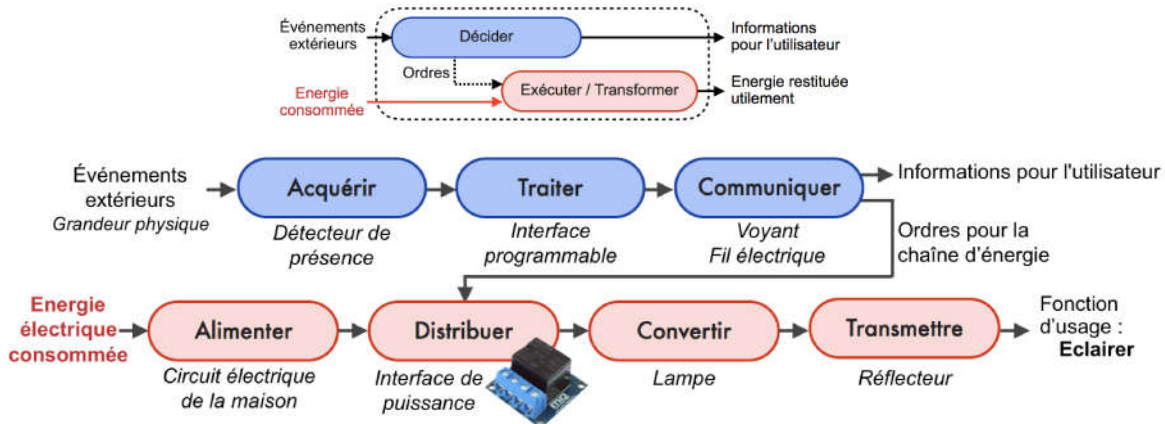 Événements
extérieurs
Décider
Informations
pour l'utilisateur
Ordres
Energie
consommée
Exécuter / Transformer
Energie restituée
utilement
Événements
extérieurs
Grandeur physique
Acquérir
Traiter
Communiquer
Informations pour l'utilisateur
Détecteur de
présence
Interface
programmable
Voyant
Fil électrique
Ordres pour la
chaîne d'énergie
Energie
électrique
consommée
Alimenter
Distribuer
Convertir
Transmettre
Fonction
d'usage :
Eclairer
Circuit électrique
de la maison
Interface de
puissance
Lampe
Réflecteur